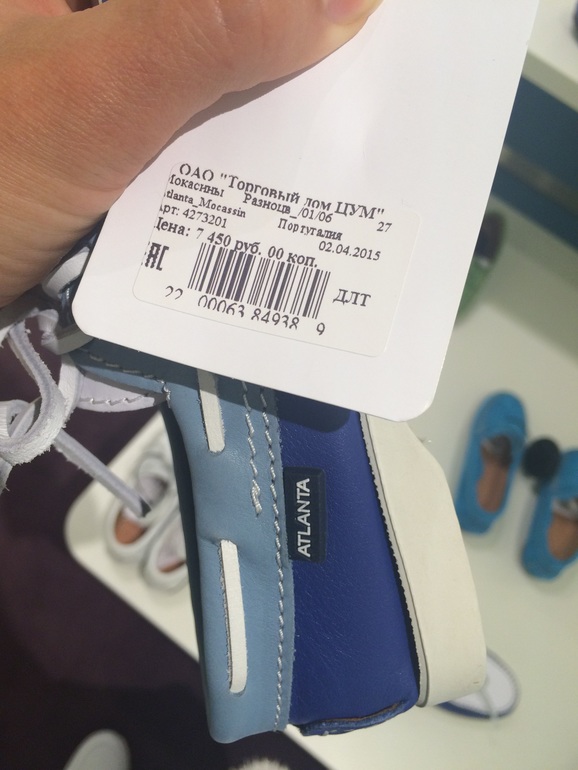 ОАО "Торговый дом ЦУМ"
Мокасины Разноцв_/01/06 27
Atlanta_Mocassin Португалия
Арт: 4273201 02.04.2015
Цена: 7 450 руб. 00 коп.
ЕАС
ДЛТ
22 00063 84938 9
ATLANTA